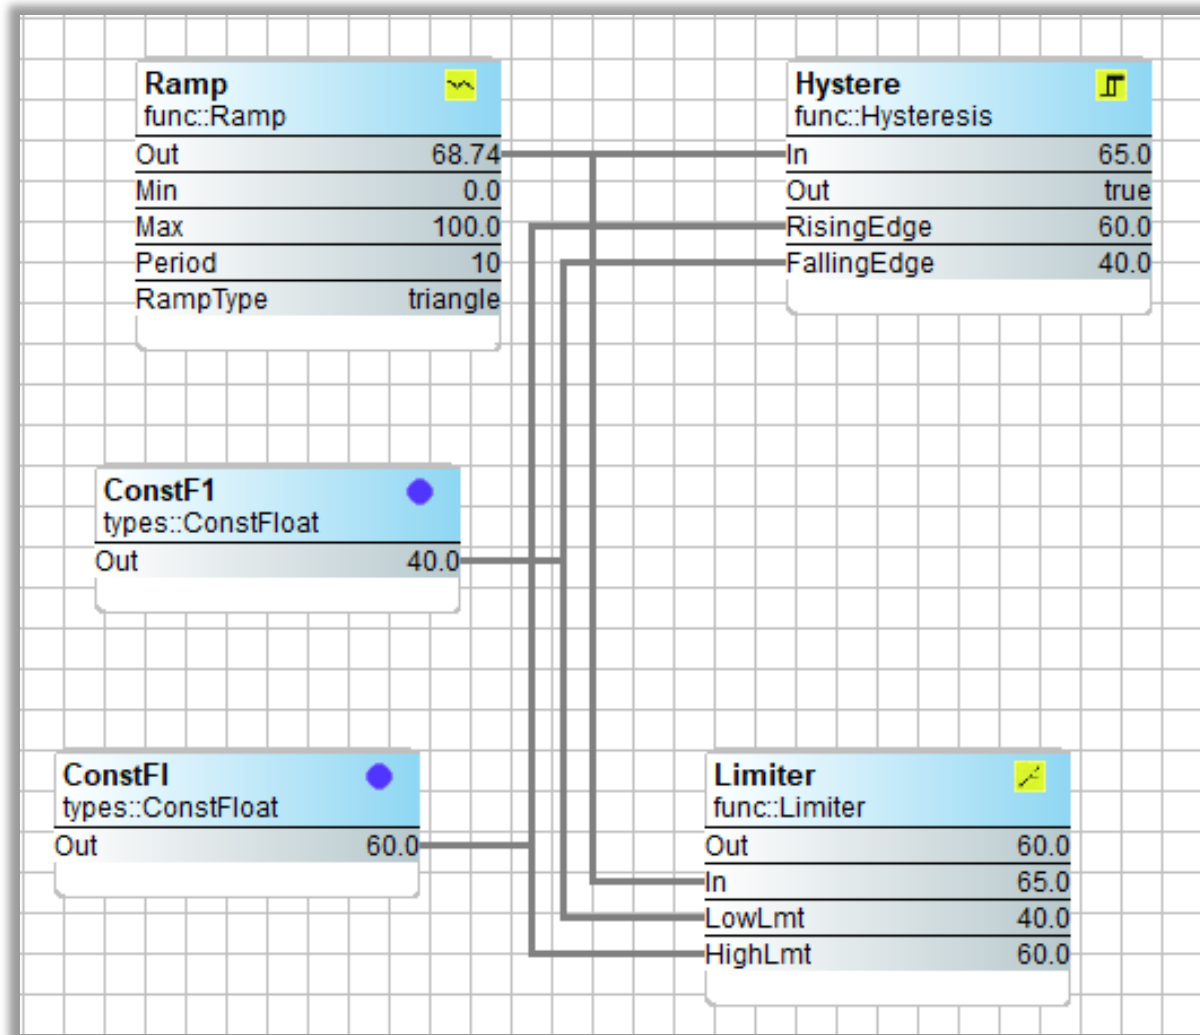 Ramp
func::Ramp
Out 68.74
Min 0.0
Max 100.0
Period 10
RampType triangle
Hystere
func::Hysteresis
In 65.0
Out true
RisingEdge 60.0
FallingEdge 40.0
ConstF1
types::ConstFloat
Out 40.0
ConstFl
types::ConstFloat
Out 60.0
Limiter
func::Limiter
Out 60.0
In 65.0
LowLmt 40.0
HighLmt 60.0